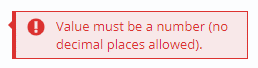 Value must be a number (no
decimal places allowed).